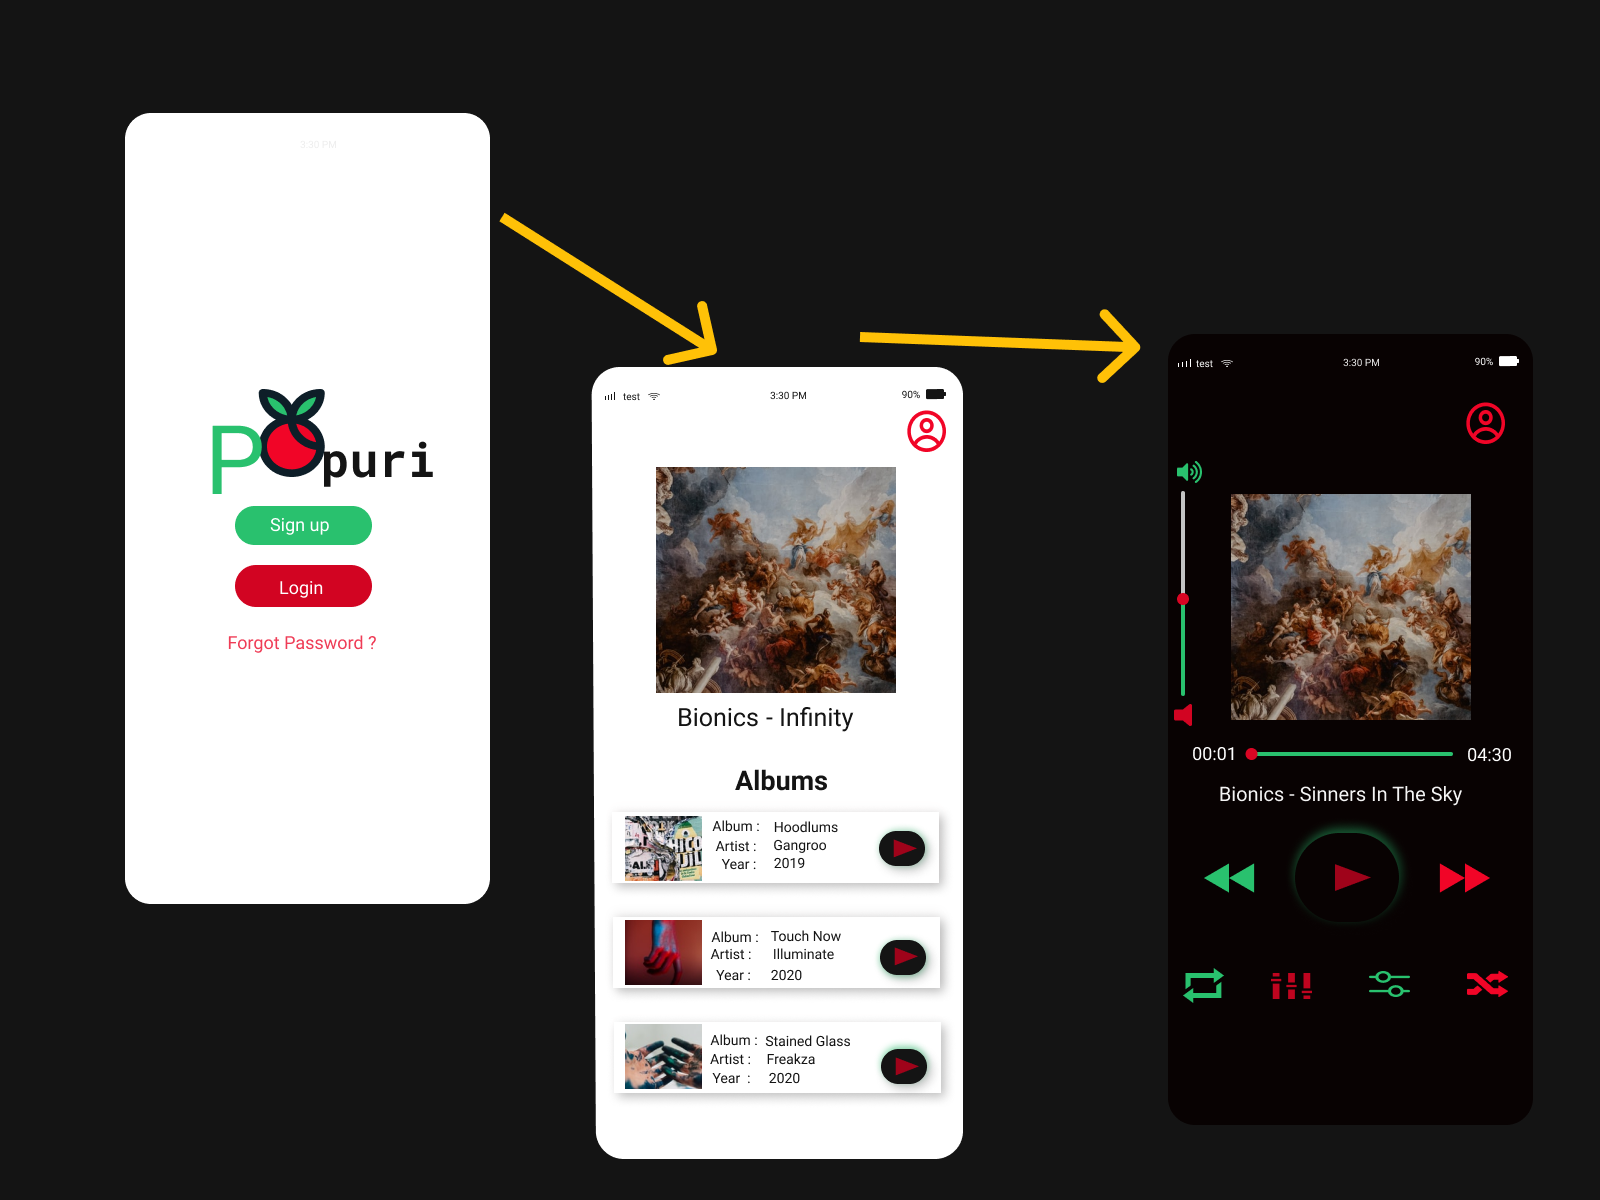 3:30 PM
P puri
Sign up
Login
Forgot Password ?
test 3:30 PM 90%
Bionics - Infinity
Albums
Album : Hoodlums
Artist : Gangroo
Year : 2019
Album : Touch Now
Artist : Illuminate
Year : 2020
Album : Stained Glass
Artist : Freakza
Year : 2020
test 3:30 PM 90%
00:01 04:30
Bionics - Sinners In The Sky